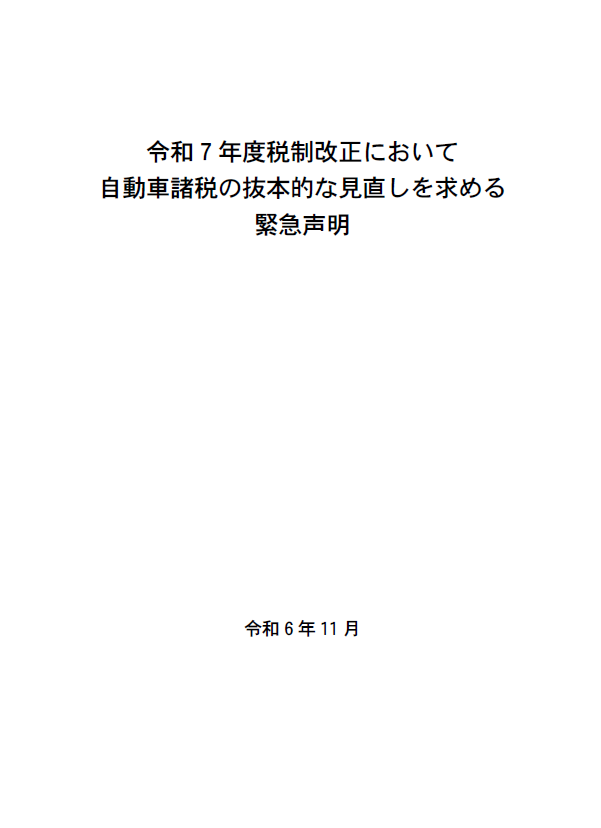 令和７年度税制改正において
自動車諸税の抜本的な見直しを求める
緊急声明
令和６年 11 月